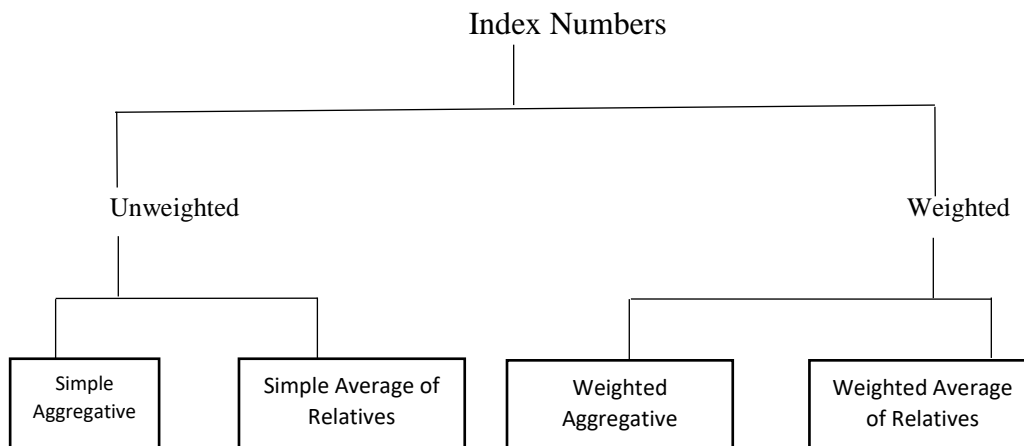 Index Numbers
Unweighted
Weighted
Simple
Aggregative
Simple Average of
Relatives
Weighted
Aggregative
Weighted Average
of Relatives